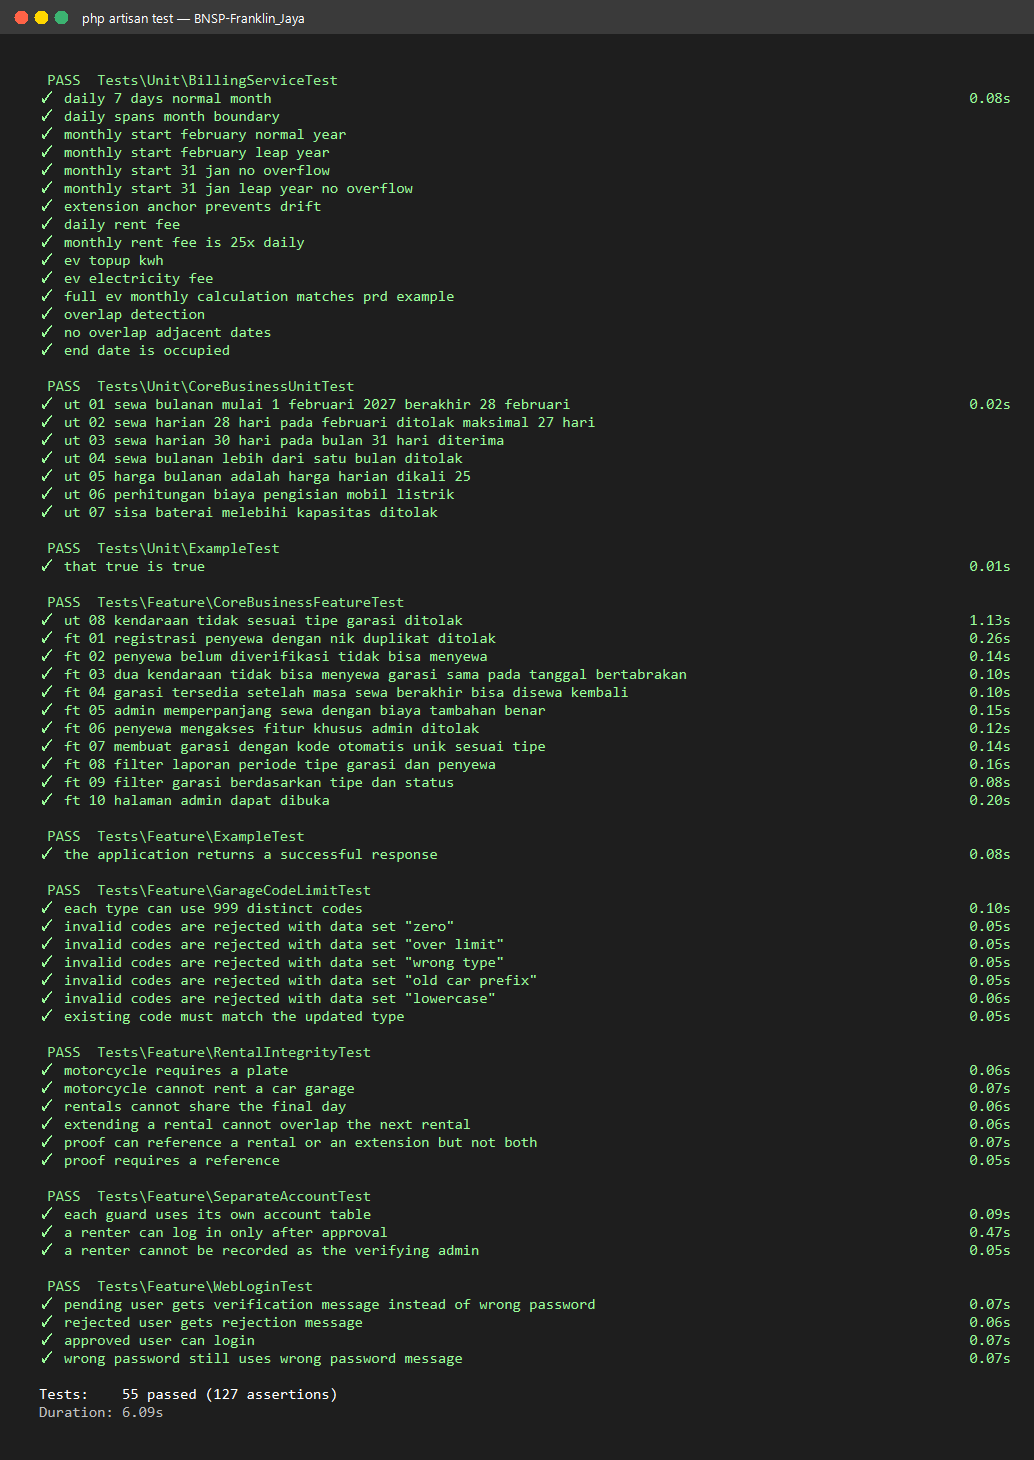 php artisan test — BNSP-Franklin_Jaya
PASS  Tests\Unit\BillingServiceTest
✓ daily 7 days normal month 0.08s
✓ daily spans month boundary
✓ monthly start february normal year
✓ monthly start february leap year
✓ monthly start 31 jan no overflow
✓ monthly start 31 jan leap year no overflow
✓ extension anchor prevents drift
✓ daily rent fee
✓ monthly rent fee is 25x daily
✓ ev topup kwh
✓ ev electricity fee
✓ full ev monthly calculation matches prd example
✓ overlap detection
✓ no overlap adjacent dates
✓ end date is occupied
PASS  Tests\Unit\CoreBusinessUnitTest
✓ ut 01 sewa bulanan mulai 1 februari 2027 berakhir 28 februari 0.02s
✓ ut 02 sewa harian 28 hari pada februari ditolak maksimal 27 hari
✓ ut 03 sewa harian 30 hari pada bulan 31 hari diterima
✓ ut 04 sewa bulanan lebih dari satu bulan ditolak
✓ ut 05 harga bulanan adalah harga harian dikali 25
✓ ut 06 perhitungan biaya pengisian mobil listrik
✓ ut 07 sisa baterai melebihi kapasitas ditolak
PASS  Tests\Unit\ExampleTest
✓ that true is true 0.01s
PASS  Tests\Feature\CoreBusinessFeatureTest
✓ ut 08 kendaraan tidak sesuai tipe garasi ditolak 1.13s
✓ ft 01 registrasi penyewa dengan nik duplikat ditolak 0.26s
✓ ft 02 penyewa belum diverifikasi tidak bisa menyewa 0.14s
✓ ft 03 dua kendaraan tidak bisa menyewa garasi sama pada tanggal bertabrakan 0.10s
✓ ft 04 garasi tersedia setelah masa sewa berakhir bisa disewa kembali 0.10s
✓ ft 05 admin memperpanjang sewa dengan biaya tambahan benar 0.15s
✓ ft 06 penyewa mengakses fitur khusus admin ditolak 0.12s
✓ ft 07 membuat garasi dengan kode otomatis unik sesuai tipe 0.14s
✓ ft 08 filter laporan periode tipe garasi dan penyewa 0.16s
✓ ft 09 filter garasi berdasarkan tipe dan status 0.08s
✓ ft 10 halaman admin dapat dibuka 0.20s
PASS  Tests\Feature\ExampleTest
✓ the application returns a successful response 0.08s
PASS  Tests\Feature\GarageCodeLimitTest
✓ each type can use 999 distinct codes 0.10s
✓ invalid codes are rejected with data set "zero" 0.05s
✓ invalid codes are rejected with data set "over limit" 0.05s
✓ invalid codes are rejected with data set "wrong type" 0.05s
✓ invalid codes are rejected with data set "old car prefix" 0.05s
✓ invalid codes are rejected with data set "lowercase" 0.06s
✓ existing code must match the updated type 0.05s
PASS  Tests\Feature\RentalIntegrityTest
✓ motorcycle requires a plate 0.06s
✓ motorcycle cannot rent a car garage 0.07s
✓ rentals cannot share the final day 0.06s
✓ extending a rental cannot overlap the next rental 0.06s
✓ proof can reference a rental or an extension but not both 0.07s
✓ proof requires a reference 0.05s
PASS  Tests\Feature\SeparateAccountTest
✓ each guard uses its own account table 0.09s
✓ a renter can log in only after approval 0.47s
✓ a renter cannot be recorded as the verifying admin 0.05s
PASS  Tests\Feature\WebLoginTest
✓ pending user gets verification message instead of wrong password 0.07s
✓ rejected user gets rejection message 0.06s
✓ approved user can login 0.07s
✓ wrong password still uses wrong password message 0.07s
Tests:    55 passed (127 assertions)
Duration: 6.09s